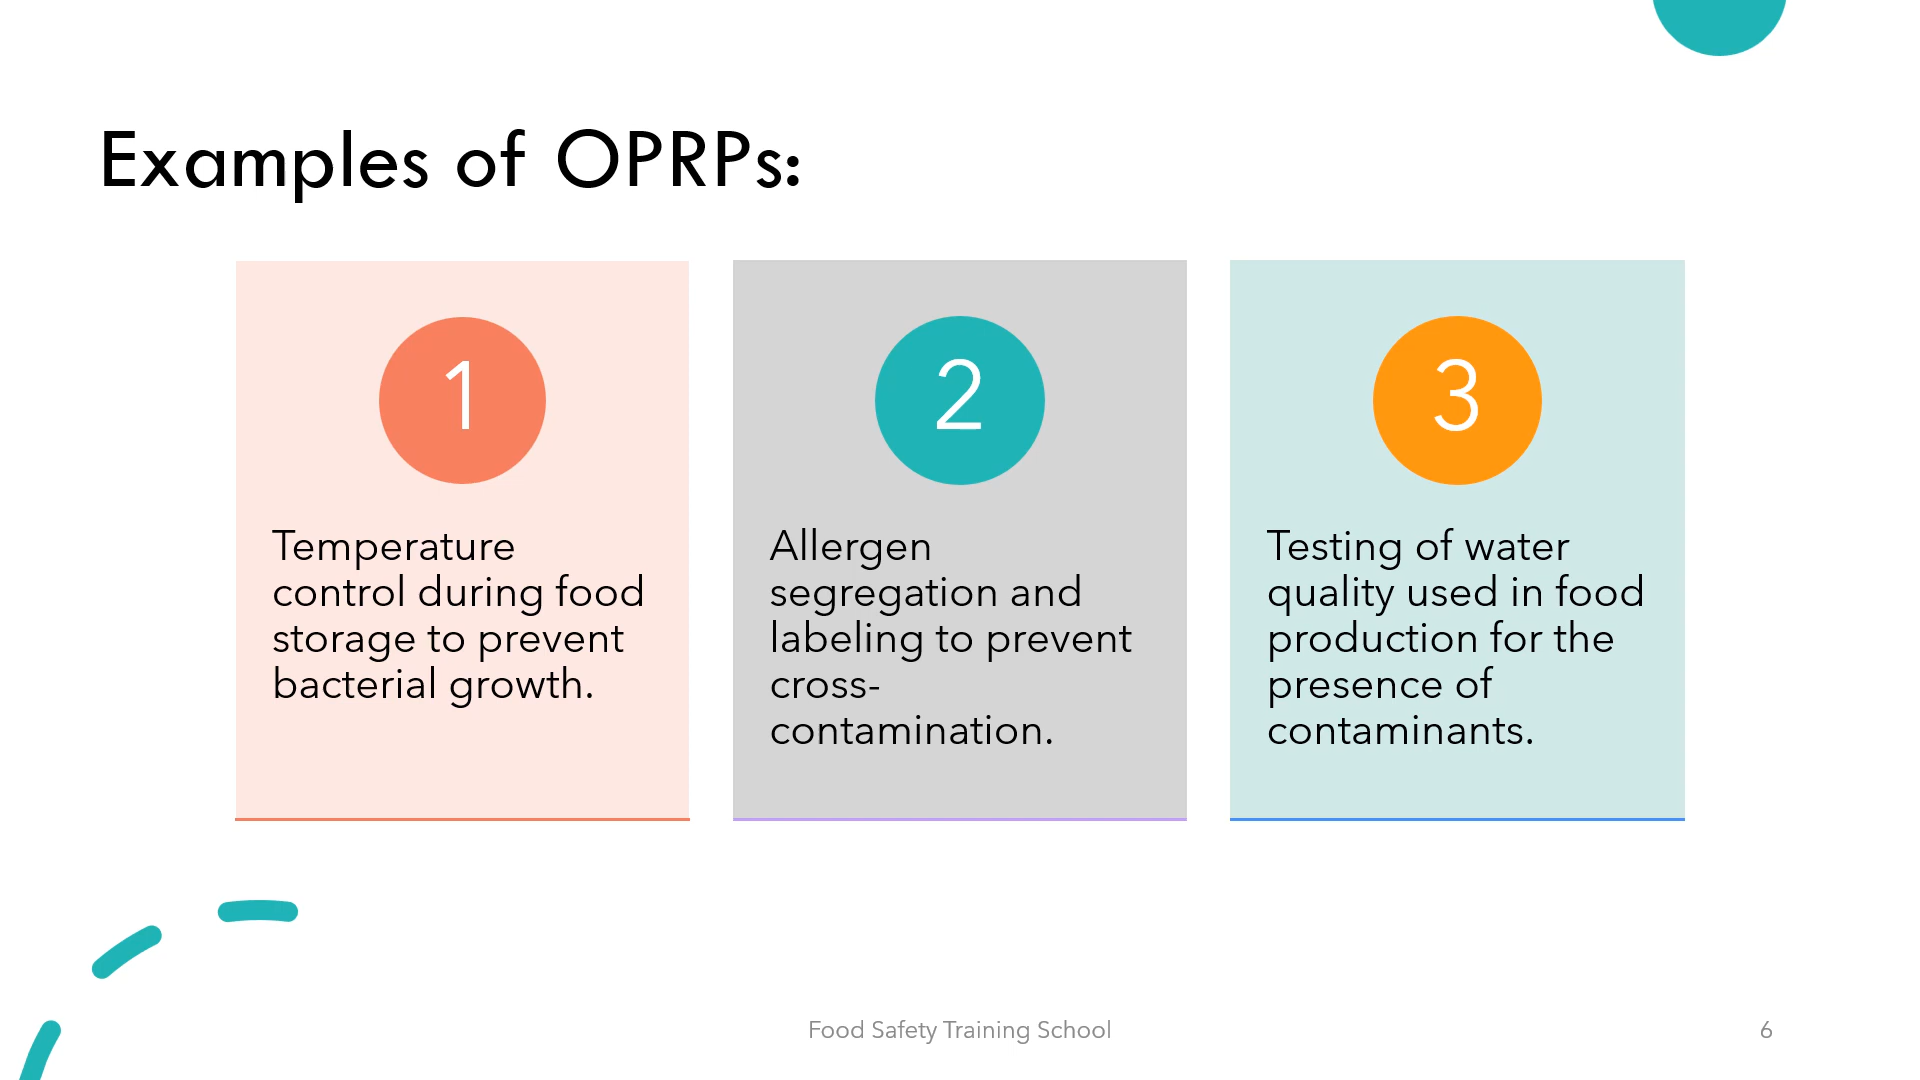 Examples of OPRPs:
1
Temperature
control during food
storage to prevent
bacterial growth.
2
Allergen
segregation and
labeling to prevent
cross-
contamination.
3
Testing of water
quality used in food
production for the
presence of
contaminants.
Food Safety Training School
6